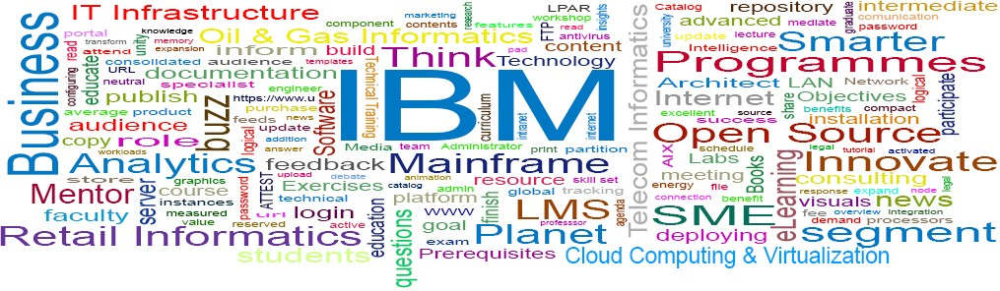 IT Infrastructure
component
marketing
contents
research
LPAR
workshop
read
insights
Catalog
repository
intermediate
portal
knowledge
Oil & Gas Informatics
features
FTP
antivirus
university
advanced
mediate
graduate
comunication
password
Business
configuring
read
transform
attend
unity
memory
expansion
inform
build
Think
pad
content
update
lecture
Smarter
educate
consolidated
audience
templates
Technology
Intelligence
Programmes
URL
documentation
neutral
specialist
engineer
Technical Training
IBM
Telecom Informatics
Architect
LAN
Network
logical
participate
publish
buzz
https://www.u
Software
curriculum
Internet
share
Objectives
average
product
purchase
feeds
news
excellent
source
benefits
compact
audience
logical
update
intranet
internet
success
installation
copy
role
addition
answer
Media
team
Administrator
print
partition
Open Source
workloads
Analytics
feedback
Mainframe
AIX
schedule
Labs
Books
eLearning
legal
tutorial
activated
Innovate
store
graphics
password
ATTEST
upload
debate
animation
resource
skill set
meeting
consulting
Mentor
server
course
Exercises
catalog
admin
global
tracking
energy
file
response
expand
node
legal
instances
technical
platform
finish
connection
benefit
visuals
news
faculty
measured
value
url
login
education
www
LMS
agenda
SME
fee
overview
integration
reserved
active
questions
goal
professsor
demand
processors
Retail Informatics
exam
Planet
deploying
segment
students
Prerequisites
Cloud Computing & Virtualization